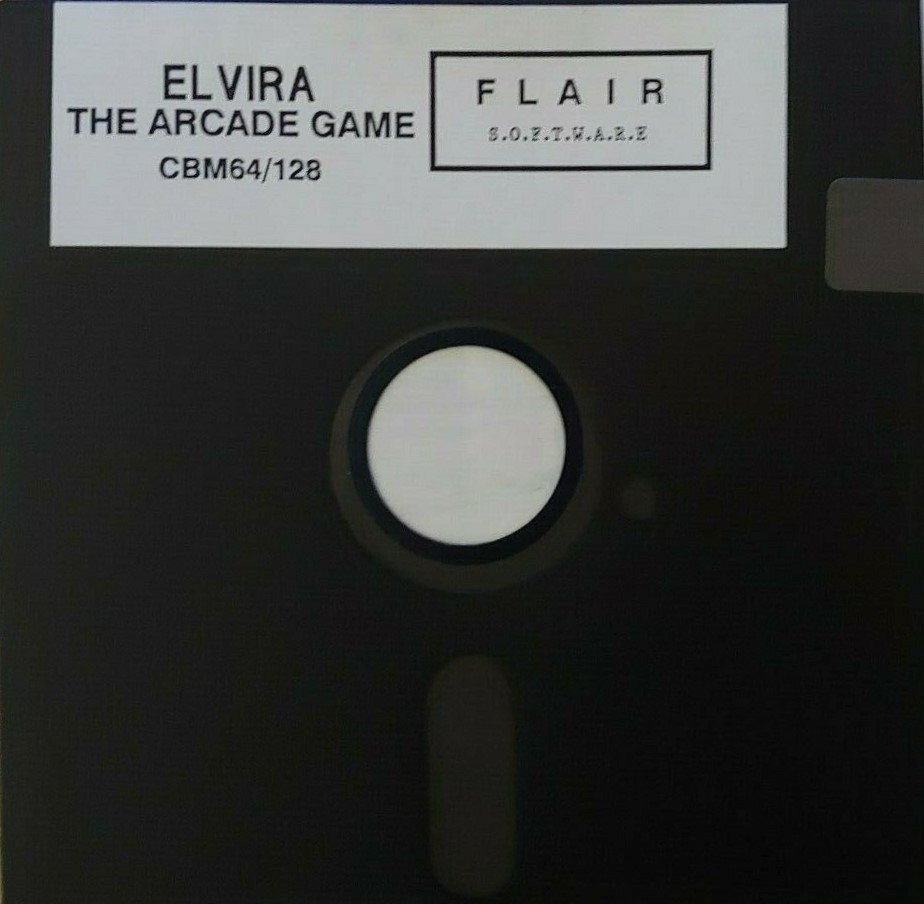 ELVIRA
THE ARCADE GAME
CBM64/128
F L A I R
S.O.F.T.W.A.R.E